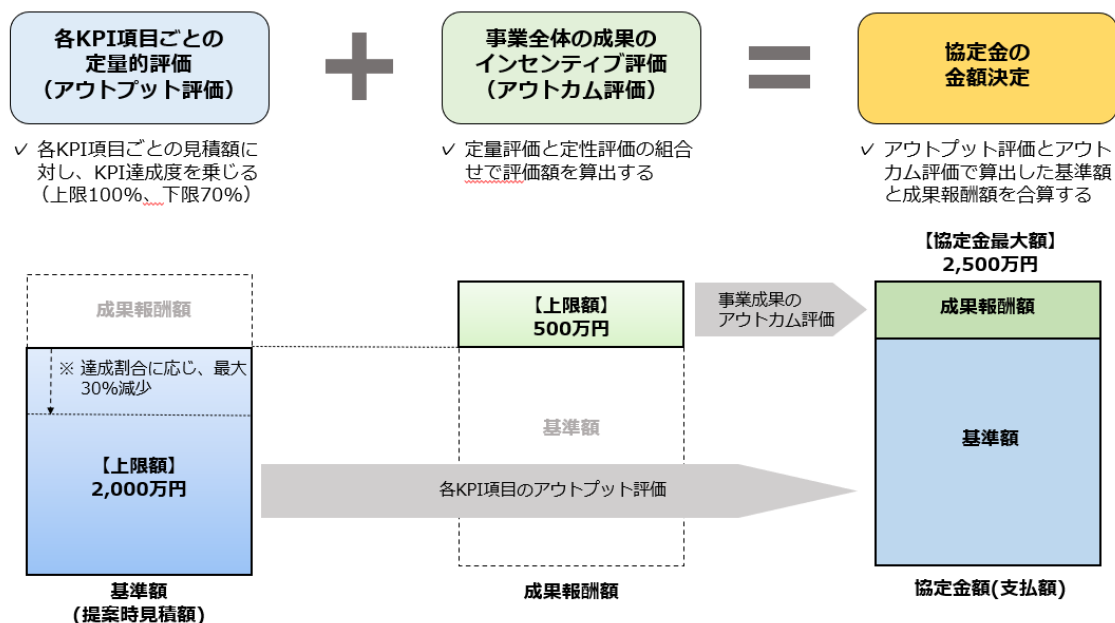 各KPI項目ごとの
定量的評価
（アウトプット評価）
事業全体の成果の
インセンティブ評価
（アウトカム評価）
協定金の
金額決定
✓ 各KPI項目ごとの見積額に
対し、KPI達成度を乗じる
（上限100%、下限70%）
✓ 定量評価と定性評価の組合
せで評価額を算出する
✓ アウトプット評価とアウト
カム評価で算出した基準額
と成果報酬額を合算する
成果報酬額
※ 達成割合に応じ、最大
30%減少
【上限額】
2,000万円
基準額
(提案時見積額)
【上限額】
500万円
基準額
成果報酬額
事業成果の
アウトカム評価
各KPI項目のアウトプット評価
【協定金最大額】
2,500万円
成果報酬額
基準額
協定金額(支払額)